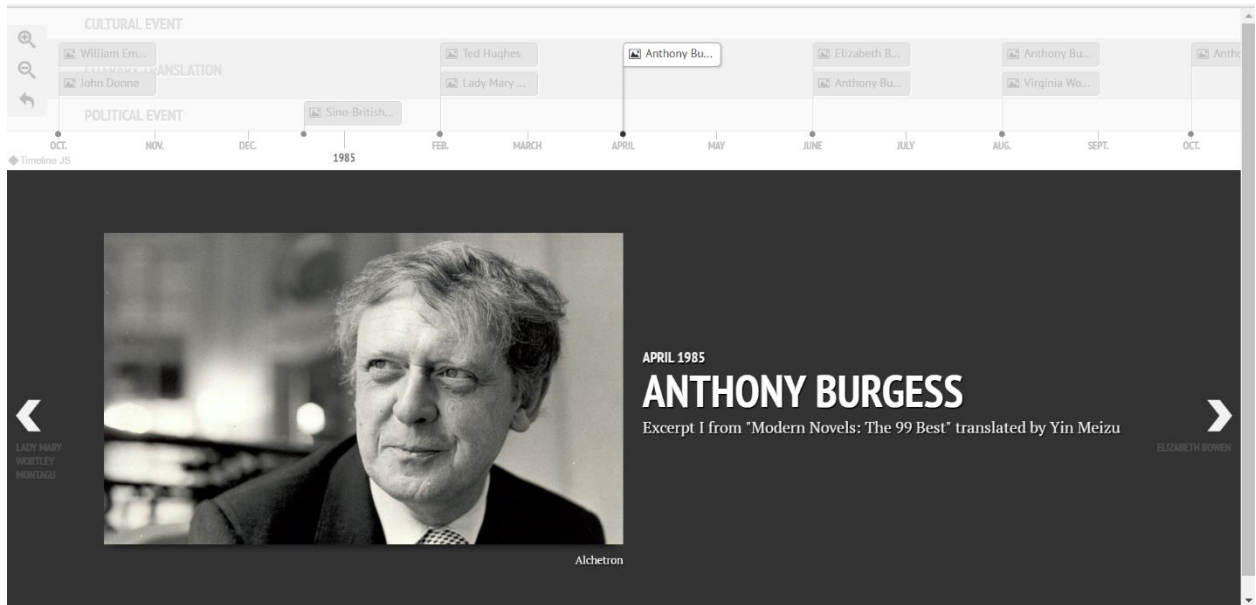 CULTURAL EVENT
William Em...
Ted Hughes
Anthony Bu...
Elizabeth B...
Anthony Bu...
Antho
LITERARY TRANSLATION
John Donne
Lady Mary ...
Anthony Bu...
Virginia Wo...
POLITICAL EVENT
Sino-British...
OCT. NOV. DEC. 1985 FEB. MARCH APRIL MAY JUNE JULY AUG. SEPT. OCT.
Timeline JS
APRIL 1985
ANTHONY BURGESS
Excerpt I from "Modern Novels: The 99 Best" translated by Yin Meizu
LADY MARY
WORTLEY
MONTAGU
ELIZABETH BOWEN
Alchetron